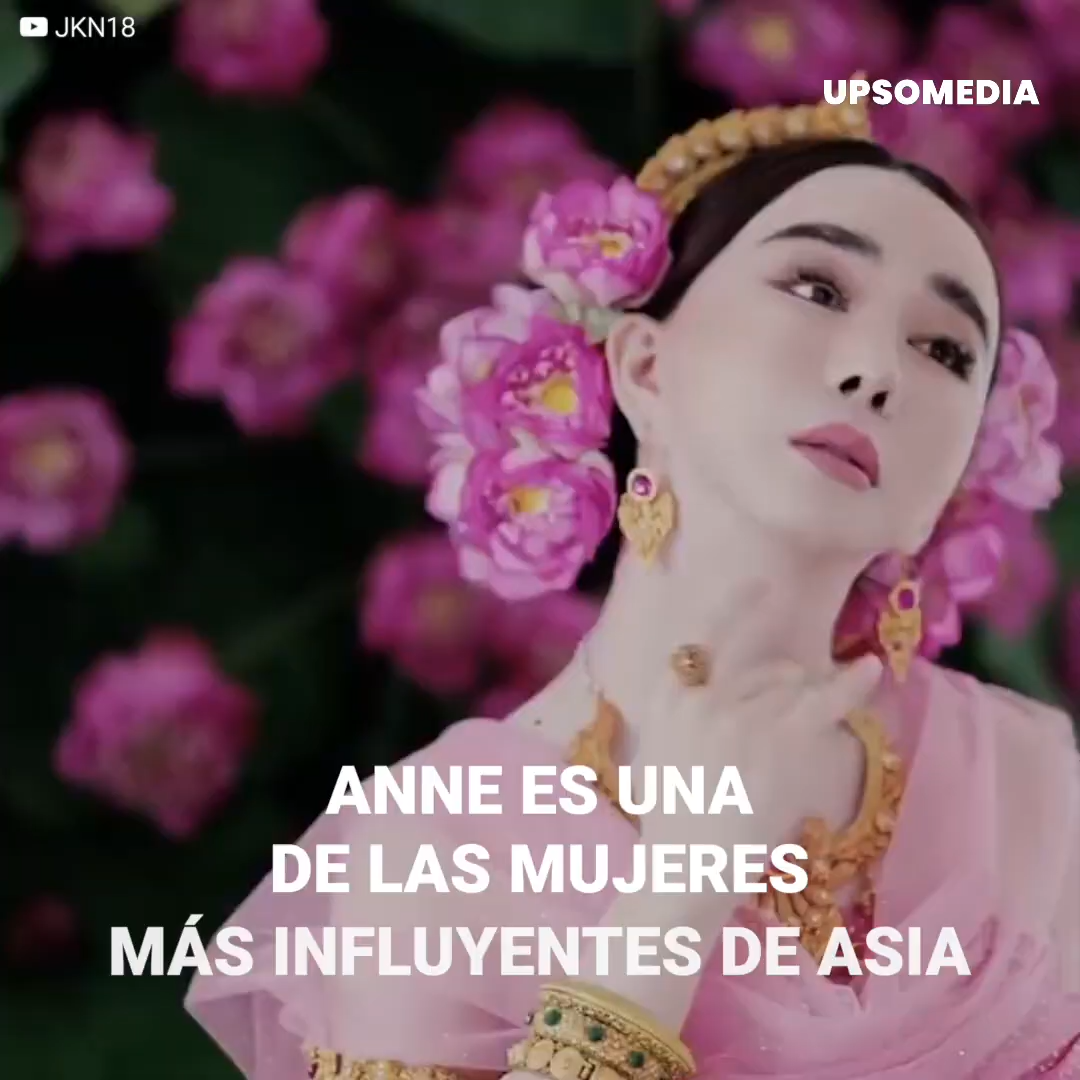 JKN18
UPSOMEDIA
ANNE ES UNA
DE LAS MUJERES
MÁS INFLUYENTES DE ASIA